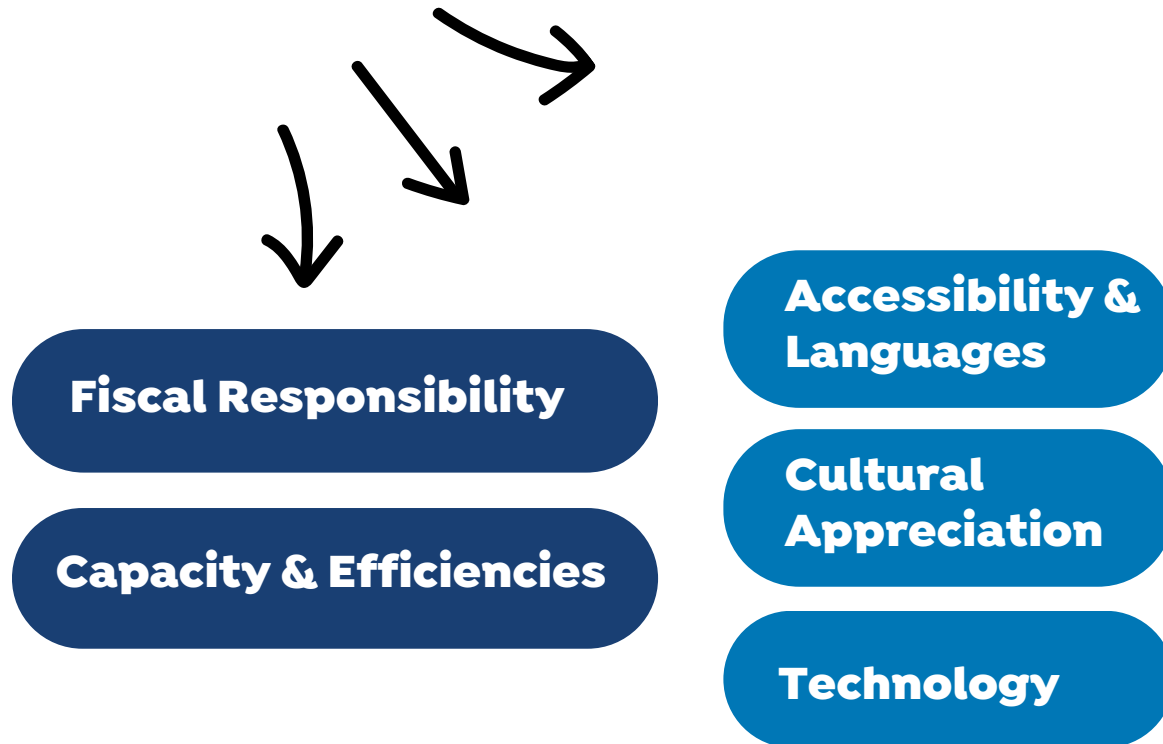 Fiscal Responsibility
Capacity & Efficiencies
Accessibility &
Languages
Cultural
Appreciation
Technology